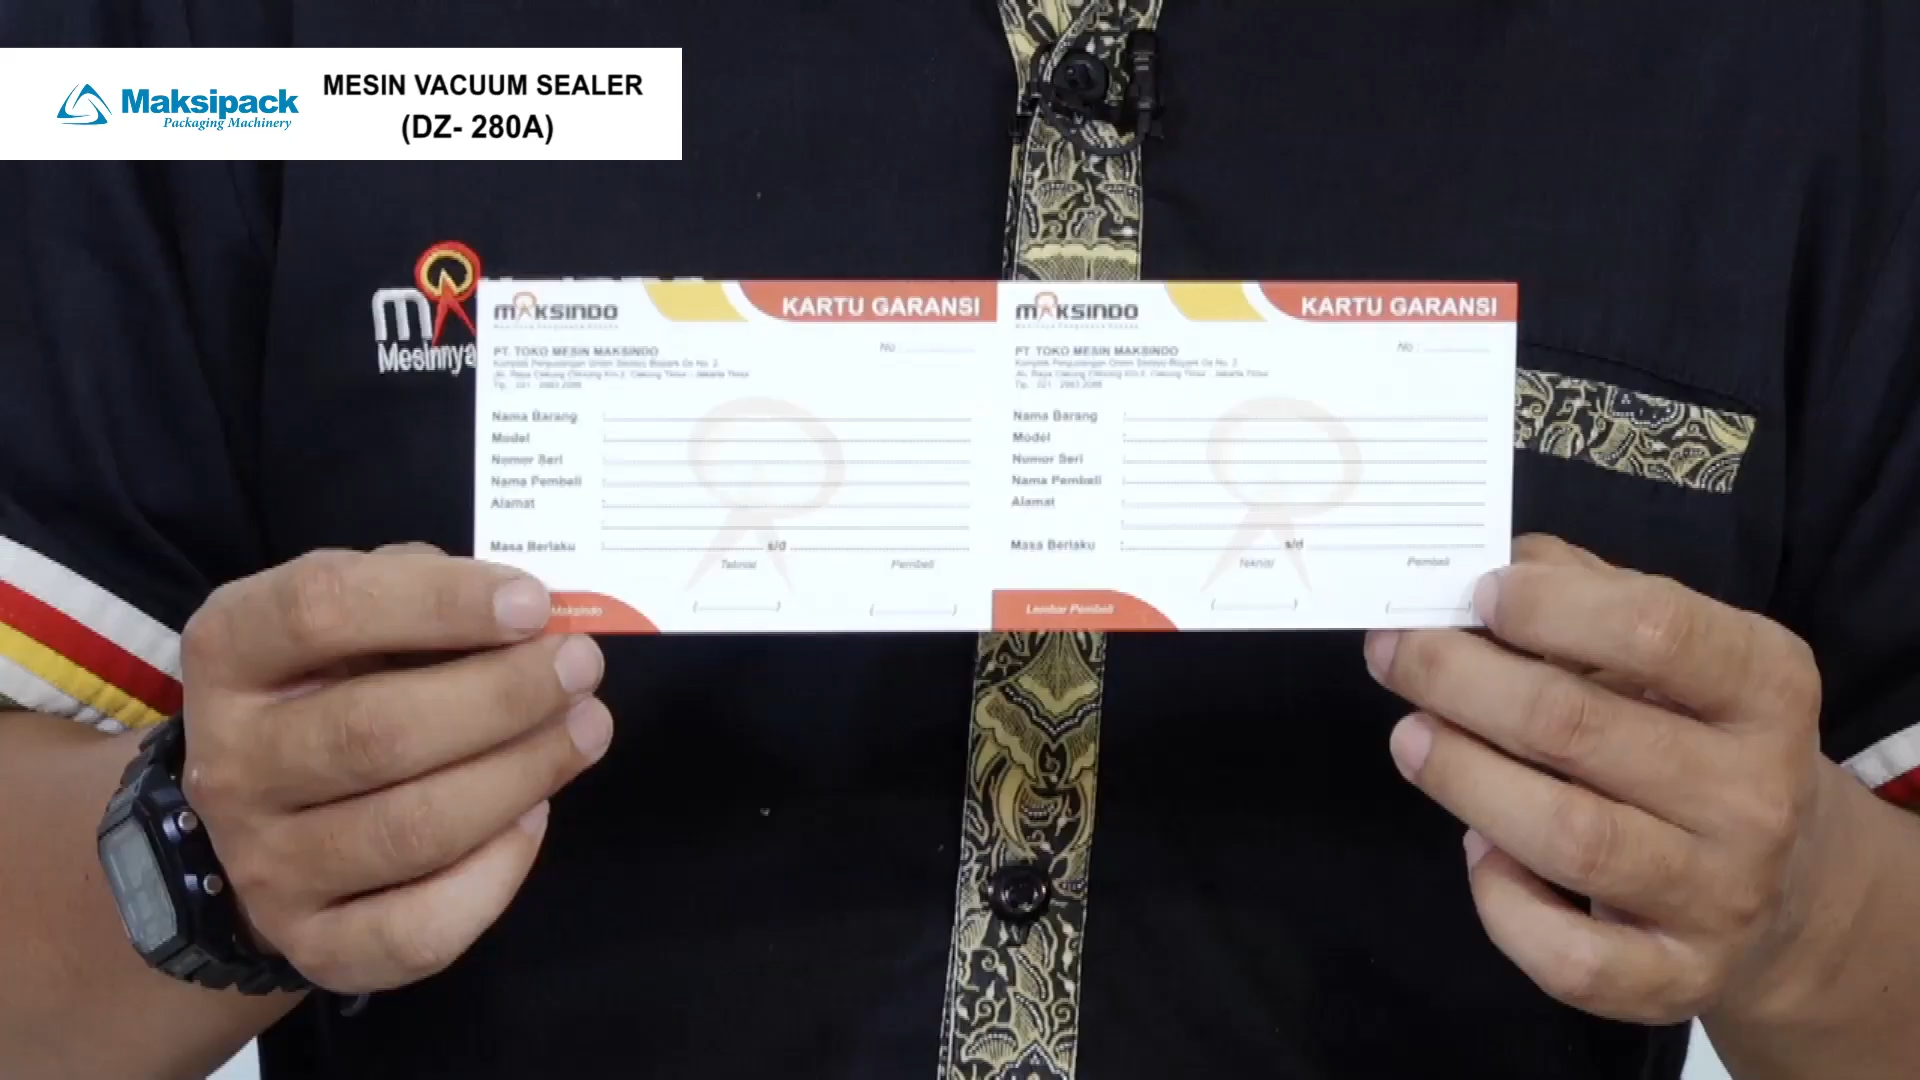 Maksipack
Packaging Machinery
MESIN VACUUM SEALER
(DZ- 280A)
Mesinnya
MAKSINDO
KARTU GARANSI
No :
PT. TOKO MESIN MAKSINDO
Nama Barang :
Model :
Nomor Seri :
Nama Pembeli :
Alamat :
Masa Berlaku : s/d
Teknisi Pembeli
(                ) (                )
Maksindo
MAKSINDO
KARTU GARANSI
No :
PT. TOKO MESIN MAKSINDO
Nama Barang :
Model :
Nomor Seri :
Nama Pembeli :
Alamat :
Masa Berlaku : s/d
Teknisi Pembeli
(                ) (                )
Lembar Pembeli